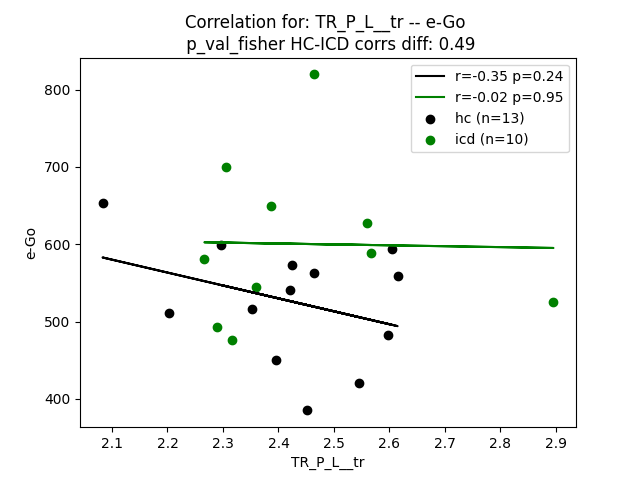 Correlation for: TR_P_L__tr -- e-Go
p_val_fisher HC-ICD corrs diff: 0.49
r=-0.35 p=0.24
r=-0.02 p=0.95
hc (n=13)
icd (n=10)
800
700
600
500
400
e-Go
2.1 2.2 2.3 2.4 2.5 2.6 2.7 2.8 2.9
TR_P_L__tr